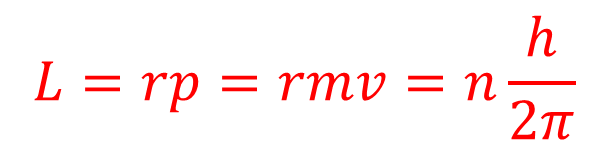 L = rp = rmv = n h/2π